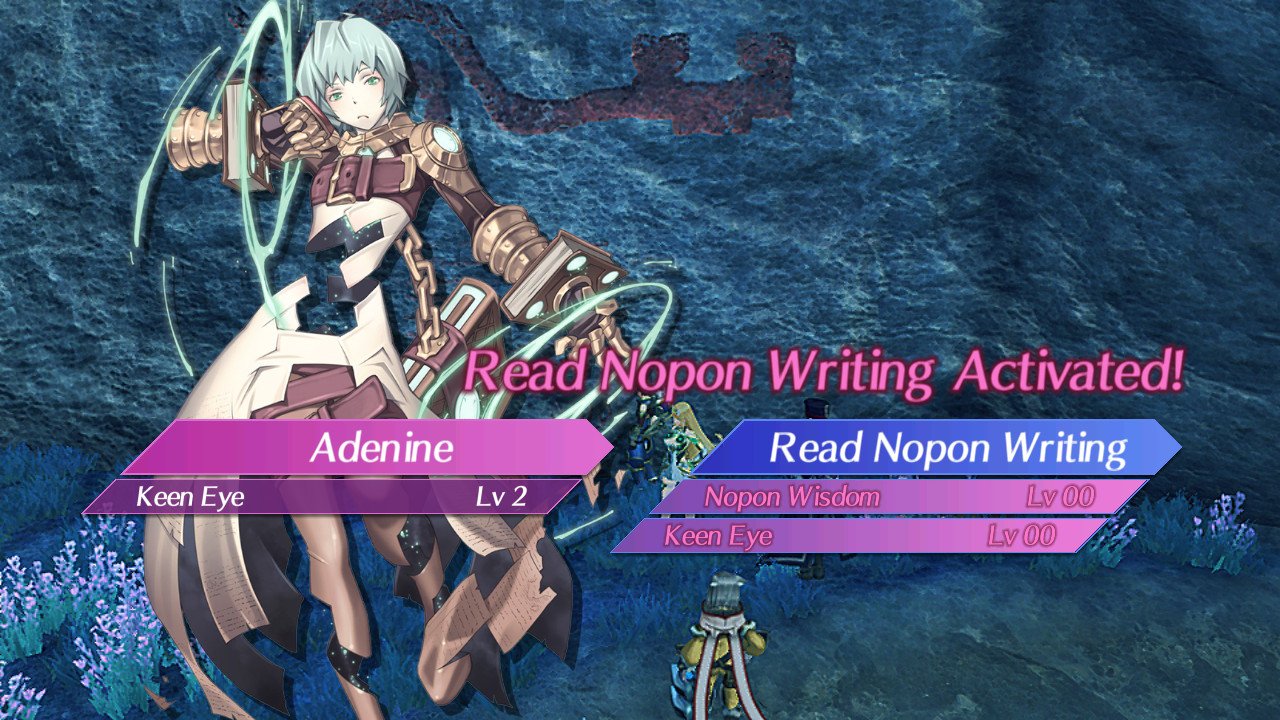 Read Nopon Writing Activated!
Adenine
Keen Eye Lv 2
Read Nopon Writing
Nopon Wisdom Lv 00
Keen Eye Lv 00